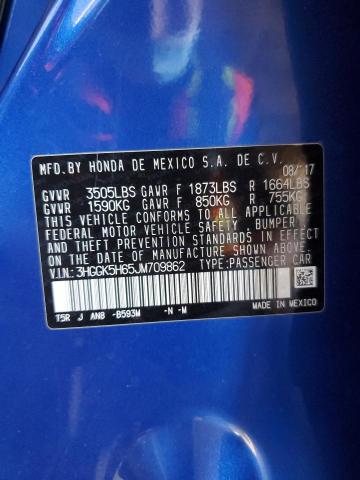 MFD.BY HONDA DE MEXICO S.A. DE C.V.
08/17
GVWR 3505LBS GAWR F 1873LBS R 1664LBS
GVWR 1590KG GAWR F 850KG R 755KG
THIS VEHICLE CONFORMS TO ALL APPLICABLE
FEDERAL MOTOR VEHICLE SAFETY, BUMPER,
AND THEFT PREVENTION STANDARDS IN EFFECT
ON THE DATE OF MANUFACTURE SHOWN ABOVE.
V.I.N.:3HGGK5H65JM709862 TYPE:PASSENGER CAR
MADE IN MEXICO
T5R J AN8 -B593M -N -M